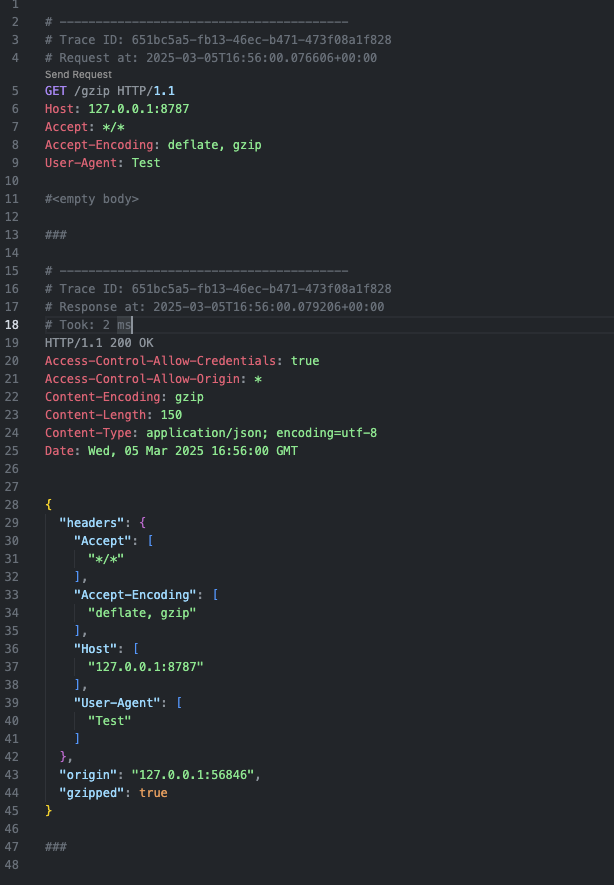 1
2 # ----------------------------------------
3 # Trace ID: 651bc5a5-fb13-46ec-b471-473f08a1f828
4 # Request at: 2025-03-05T16:56:00.076606+00:00
Send Request
5 GET /gzip HTTP/1.1
6 Host: 127.0.0.1:8787
7 Accept: */*
8 Accept-Encoding: deflate, gzip
9 User-Agent: Test
10
11 #<empty body>
12
13 ###
14
15 # ----------------------------------------
16 # Trace ID: 651bc5a5-fb13-46ec-b471-473f08a1f828
17 # Response at: 2025-03-05T16:56:00.079206+00:00
18 # Took: 2 ms
19 HTTP/1.1 200 OK
20 Access-Control-Allow-Credentials: true
21 Access-Control-Allow-Origin: *
22 Content-Encoding: gzip
23 Content-Length: 150
24 Content-Type: application/json; encoding=utf-8
25 Date: Wed, 05 Mar 2025 16:56:00 GMT
26
27
28 {
29   "headers": {
30     "Accept": [
31       "*/*"
32     ],
33     "Accept-Encoding": [
34       "deflate, gzip"
35     ],
36     "Host": [
37       "127.0.0.1:8787"
38     ],
39     "User-Agent": [
40       "Test"
41     ]
42   },
43   "origin": "127.0.0.1:56846",
44   "gzipped": true
45 }
46
47 ###
48